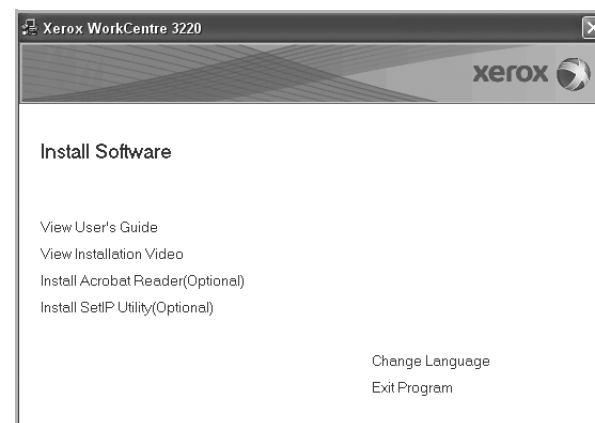 Xerox WorkCentre 3220
xerox
Install Software
View User's Guide
View Installation Video
Install Acrobat Reader(Optional)
Install SetIP Utility(Optional)
Change Language
Exit Program